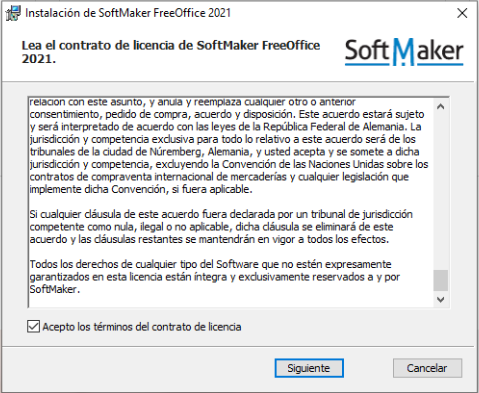 Instalación de SoftMaker FreeOffice 2021
Lea el contrato de licencia de SoftMaker FreeOffice
2021.
SoftMaker
relación con este asunto, y anula y reemplaza cualquier otro o anterior
consentimiento, pedido de compra, acuerdo y disposición. Este acuerdo estará sujeto
y será interpretado de acuerdo con las leyes de la República Federal de Alemania. La
jurisdicción y competencia exclusiva para todo lo relativo a este acuerdo será de los
tribunales de la ciudad de Núremberg, Alemania, y usted acepta y se somete a dicha
jurisdicción y competencia, excluyendo la Convención de las Naciones Unidas sobre los
contratos de compraventa internacional de mercaderías y cualquier legislación que
implemente dicha Convención, si fuera aplicable.
Si cualquier cláusula de este acuerdo fuera declarada por un tribunal de jurisdicción
competente como nula, ilegal o no aplicable, dicha cláusula se eliminará de este
acuerdo y las cláusulas restantes se mantendrán en vigor a todos los efectos.
Todos los derechos de cualquier tipo del Software que no estén expresamente
garantizados en esta licencia están íntegra y exclusivamente reservados a y por
SoftMaker.
Acepto los términos del contrato de licencia
Siguiente
Cancelar